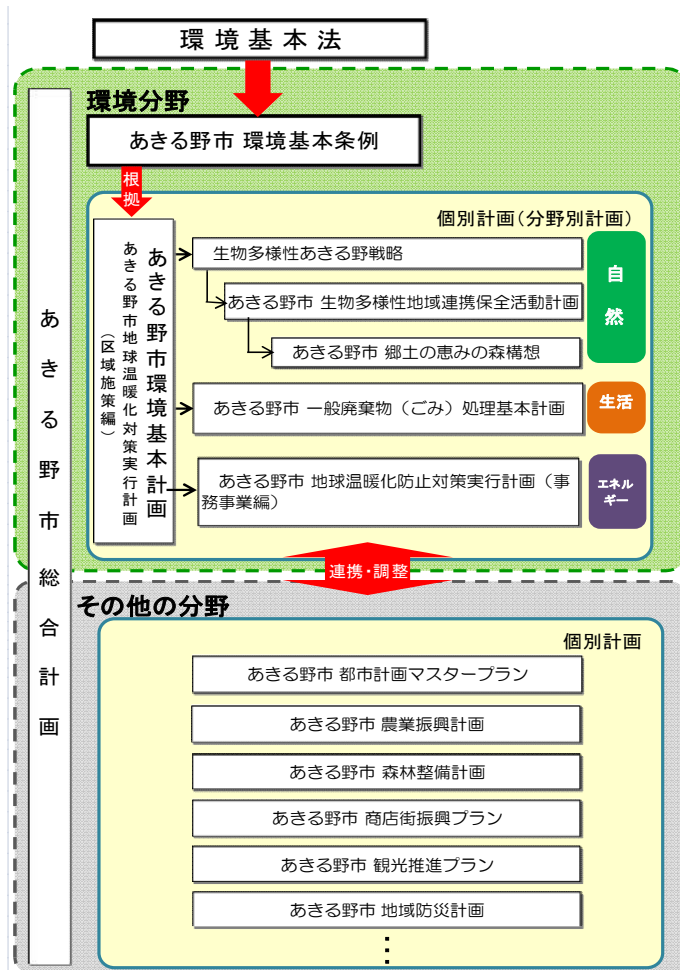 環境基本法
環境分野
あきる野市 環境基本条例
根拠
個別計画（分野別計画）
あきる野市総合計画
あきる野市環境基本計画
あきる野市地球温暖化対策実行計画
（区域施策編）
生物多様性あきる野戦略
あきる野市 生物多様性地域連携保全活動計画
あきる野市 郷土の恵みの森構想
自然
あきる野市 一般廃棄物（ごみ）処理基本計画
生活
あきる野市 地球温暖化防止対策実行計画（事
務事業編）
エネル
ギー
連携・調整
その他の分野
個別計画
あきる野市 都市計画マスタープラン
あきる野市 農業振興計画
あきる野市 森林整備計画
あきる野市 商店街振興プラン
あきる野市 観光推進プラン
あきる野市 地域防災計画
⋮